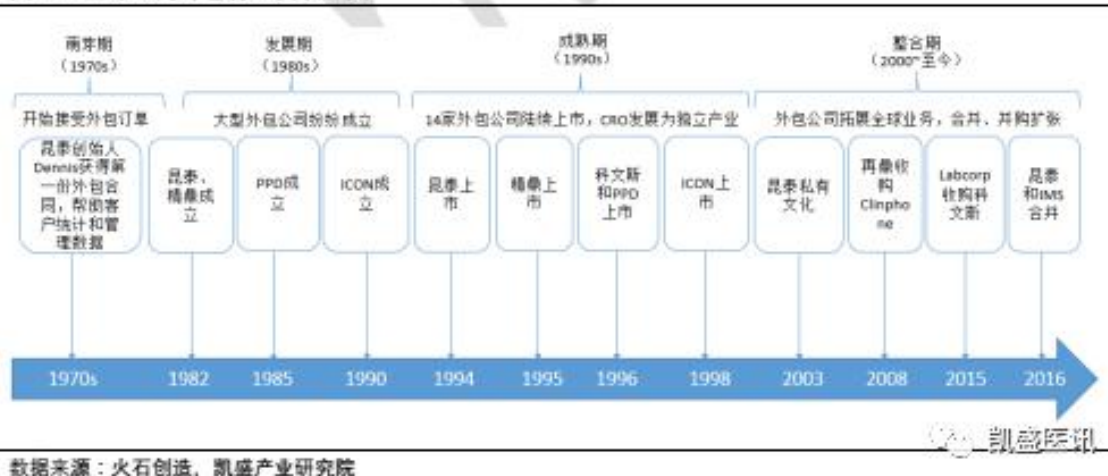 萌芽期
（1970s）
发展期
（1980s）
成熟期
（1990s）
整合期
（2000~至今）
开始接受外包订单
大型外包公司纷纷成立
14家外包公司陆续上市，CRO发展为独立产业
外包公司拓展全球业务，合并、并购扩张
昆泰创始人
Dennis获得第
一份外包合
同，帮助客
户统计和管
理数据
昆泰、
精鼎成
立
PPD成
立
ICON成
立
昆泰上
市
精鼎上
市
科文斯
和PPD
上市
ICON上
市
昆泰私有
文化
再鼎收
购
Clinpho
ne
Labcorp
收购科
文斯
昆泰
和IMS
合并
1970s
1982
1985
1990
1994
1995
1996
1998
2003
2008
2015
2016
凯盛医讯
数据来源：火石创造，凯盛产业研究院